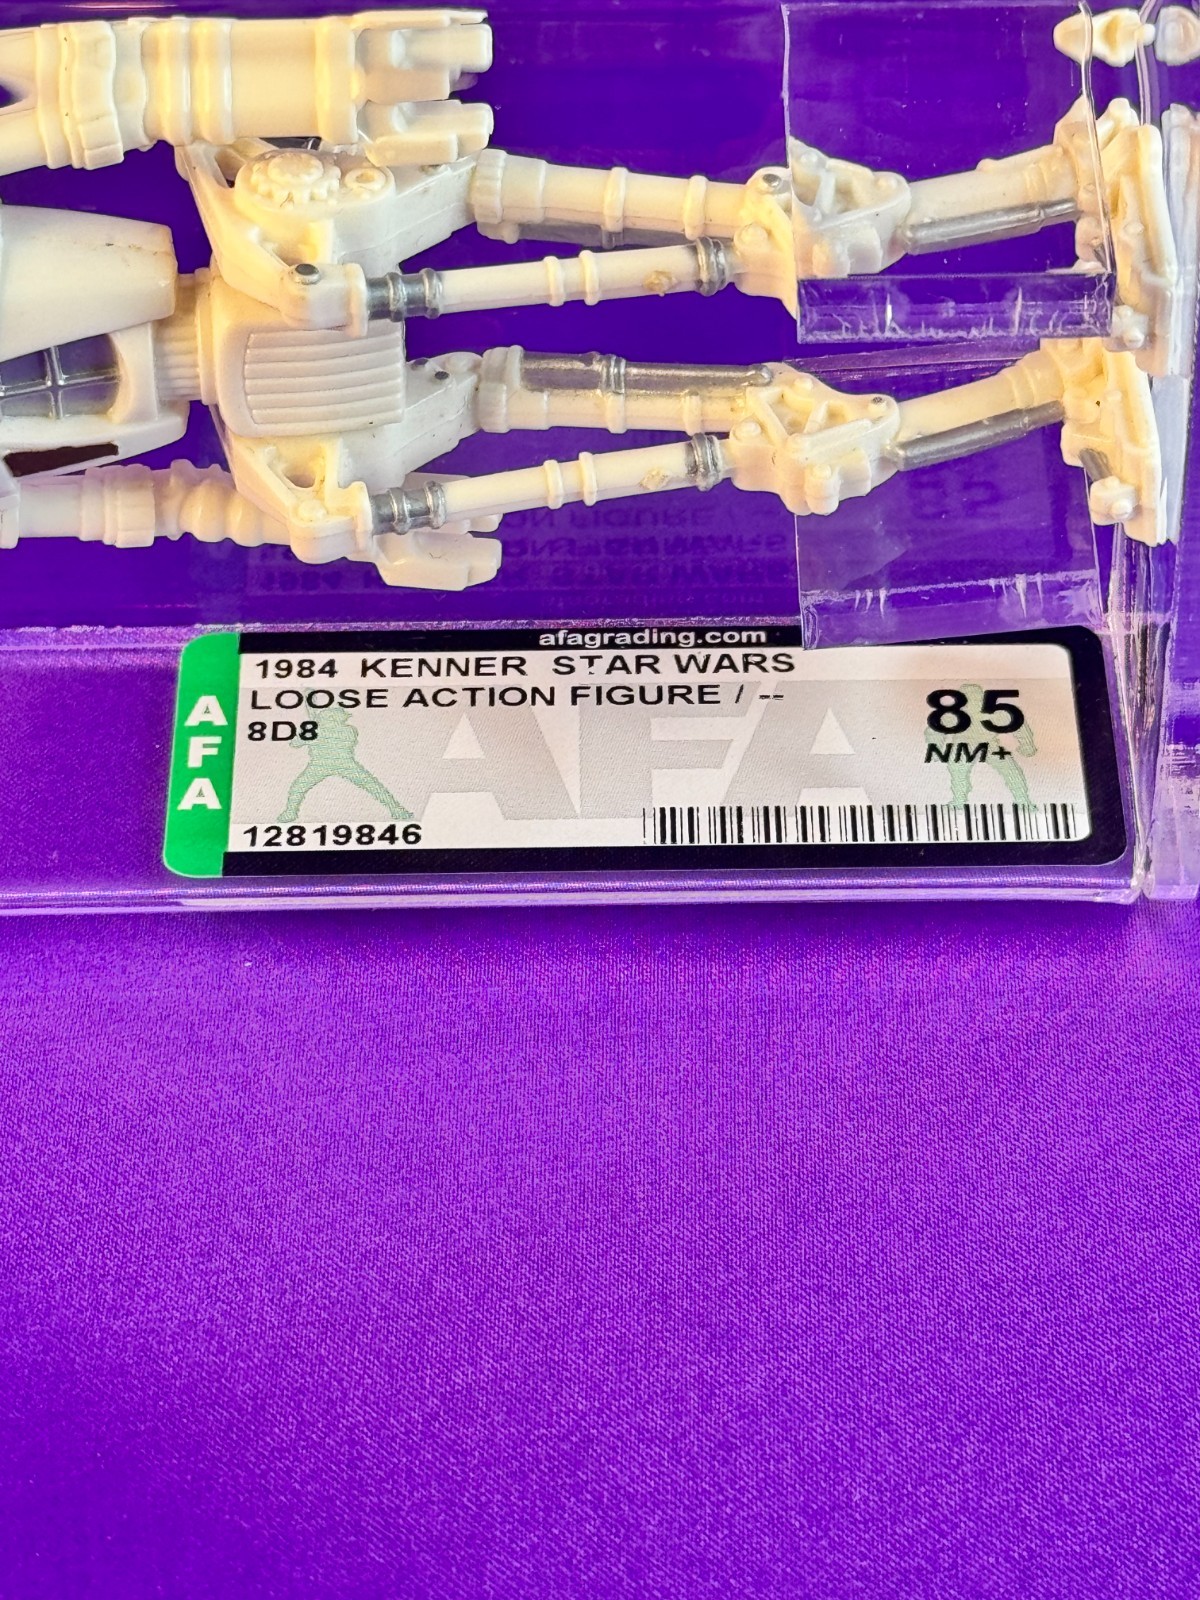 afagrading.com
1984 KENNER STAR WARS
LOOSE ACTION FIGURE / --
8D8
85
NM+
AFA
AFA
12819846